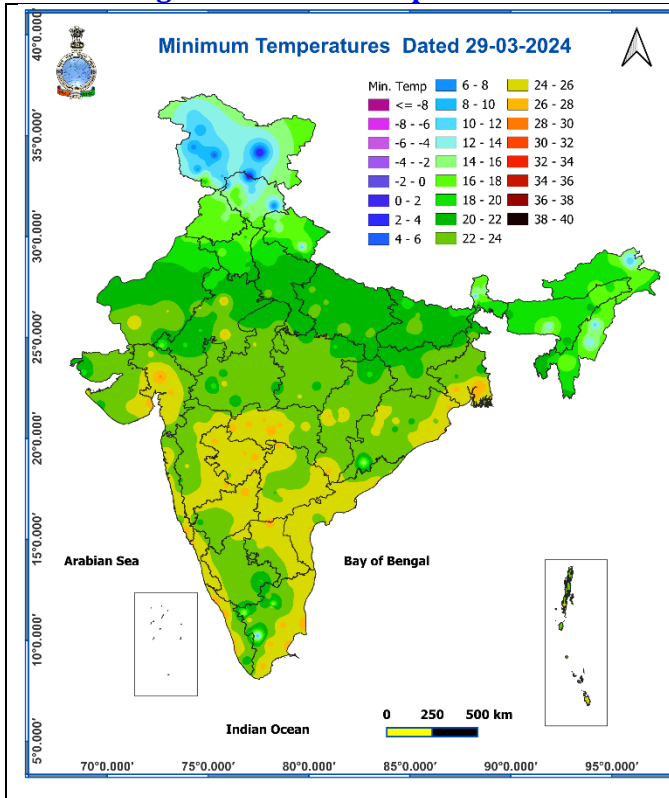 Minimum Temperatures Dated 29-03-2024
Min. Temp
<= -8
-8 - -6
-6 - -4
-4 - -2
-2 - 0
0 - 2
2 - 4
4 - 6
6 - 8
8 - 10
10 - 12
12 - 14
14 - 16
16 - 18
18 - 20
20 - 22
22 - 24
24 - 26
26 - 28
28 - 30
30 - 32
32 - 34
34 - 36
36 - 38
38 - 40
40°0.000'
35°0.000'
30°0.000'
25°0.000'
20°0.000'
15°0.000'
10°0.000'
5°0.000'
Arabian Sea
Bay of Bengal
Indian Ocean
0 250 500 km
70°0.000' 75°0.000' 80°0.000' 85°0.000' 90°0.000' 95°0.000'